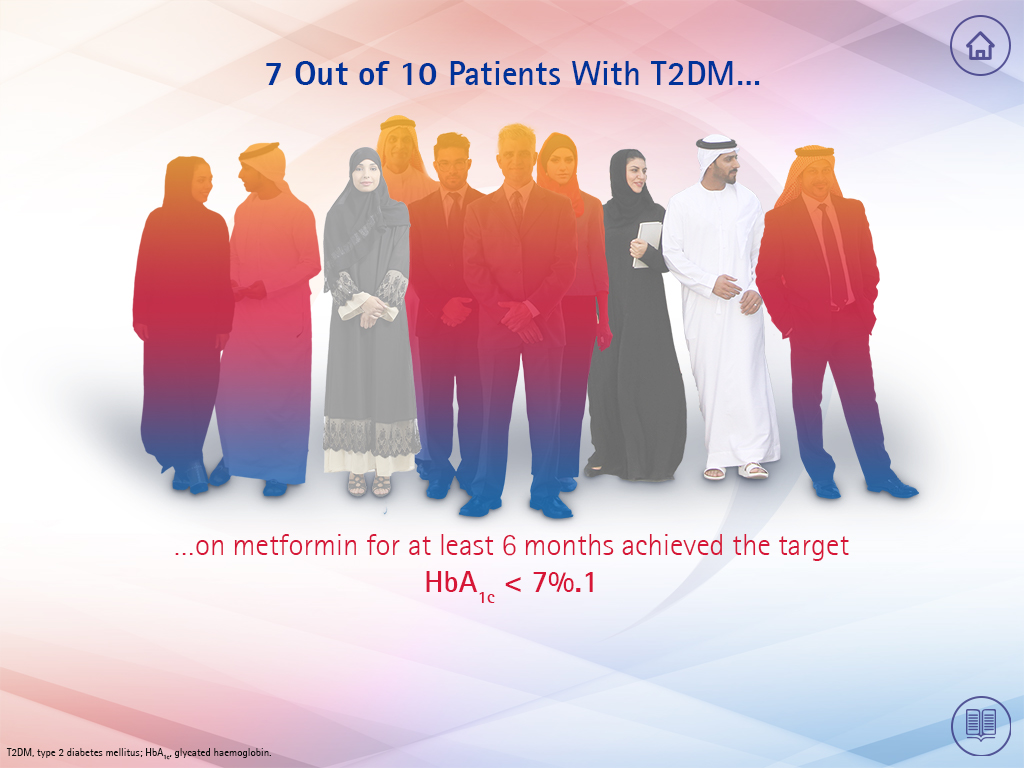 7 Out of 10 Patients With T2DM...
...on metformin for at least 6 months achieved the target
HbA1c < 7%.1
T2DM, type 2 diabetes mellitus; HbA1c, glycated haemoglobin.